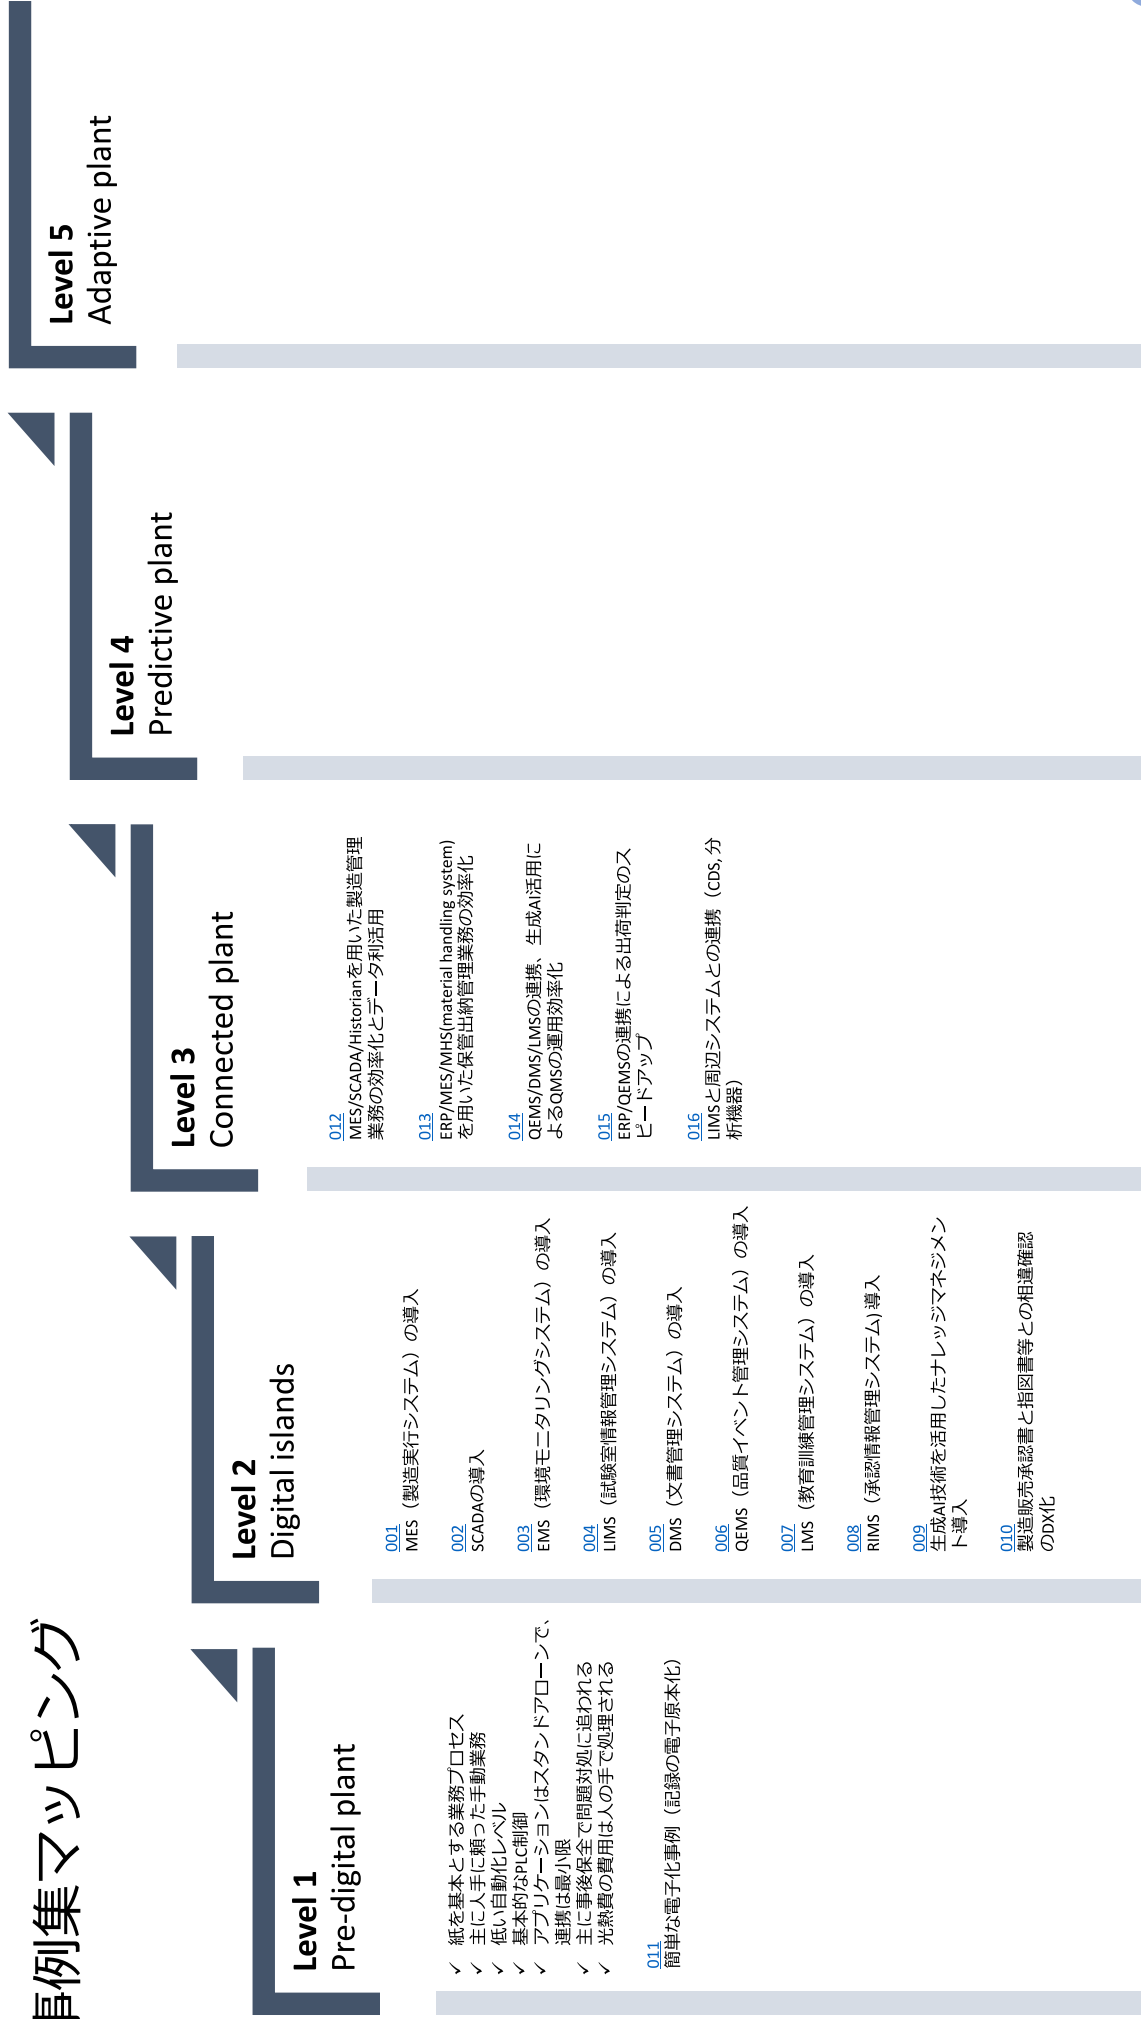 事例集マッピング
Level 1
Pre-digital plant
✓ 紙を基本とする業務プロセス
✓ 主に人手に頼った手動業務
✓ 低い自動化レベル
✓ 基本的なPLC制御
✓ アプリケーションはスタンドアローンで、
連携は最小限
✓ 主に事後保全で問題対処に追われる
✓ 光熱費の費用は人の手で処理される
011
簡単な電子化事例（記録の電子原本化）
Level 2
Digital islands
001
MES（製造実行システム）の導入
002
SCADAの導入
003
EMS（環境モニタリングシステム）の導入
004
LIMS（試験室情報管理システム）の導入
005
DMS（文書管理システム）の導入
006
QEMS（品質イベント管理システム）の導入
007
LMS（教育訓練管理システム）の導入
008
RIMS（承認情報管理システム）導入
009
生成AI技術を活用したナレッジマネジメン
ト導入
010
製造販売承認書と指図書等との相違確認
のDX化
Level 3
Connected plant
012
MES/SCADA/Historianを用いた製造管理
業務の効率化とデータ利活用
013
ERP/MES/MHS(material handling system)
を用いた保管出納管理業務の効率化
014
QEMS/DMS/LMSの連携、生成AI活用に
よるQMSの運用効率化
015
ERP/QEMSの連携による出荷判定のス
ピードアップ
016
LIMSと周辺システムとの連携（CDS, 分
析機器）
Level 4
Predictive plant
Level 5
Adaptive plant